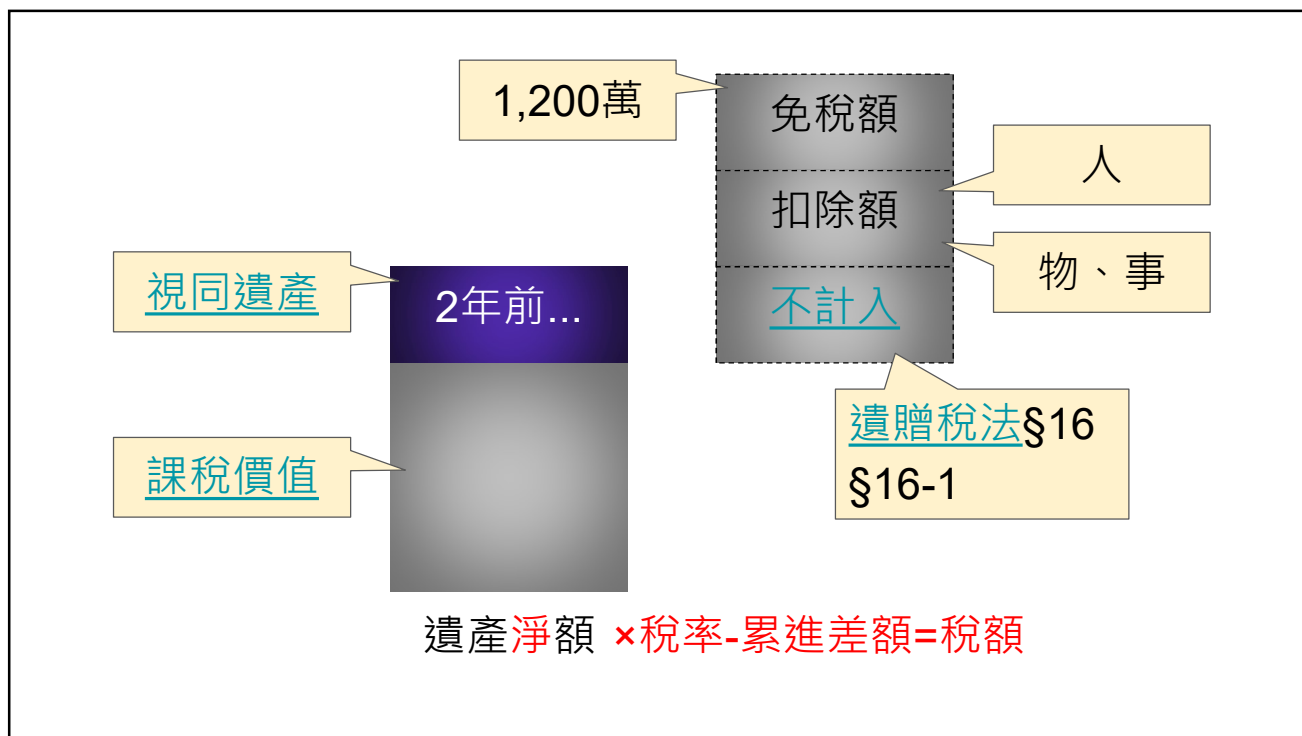 1,200萬
免稅額
人
扣除額
物、事
視同遺產
2年前...
不計入
遺贈稅法§16
§16-1
課稅價值
遺產淨額 ×稅率-累進差額=稅額